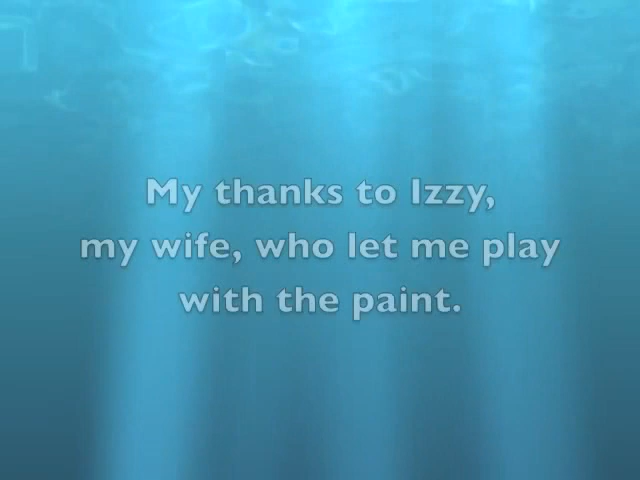 My thanks to Izzy,
my wife, who let me play
with the paint.